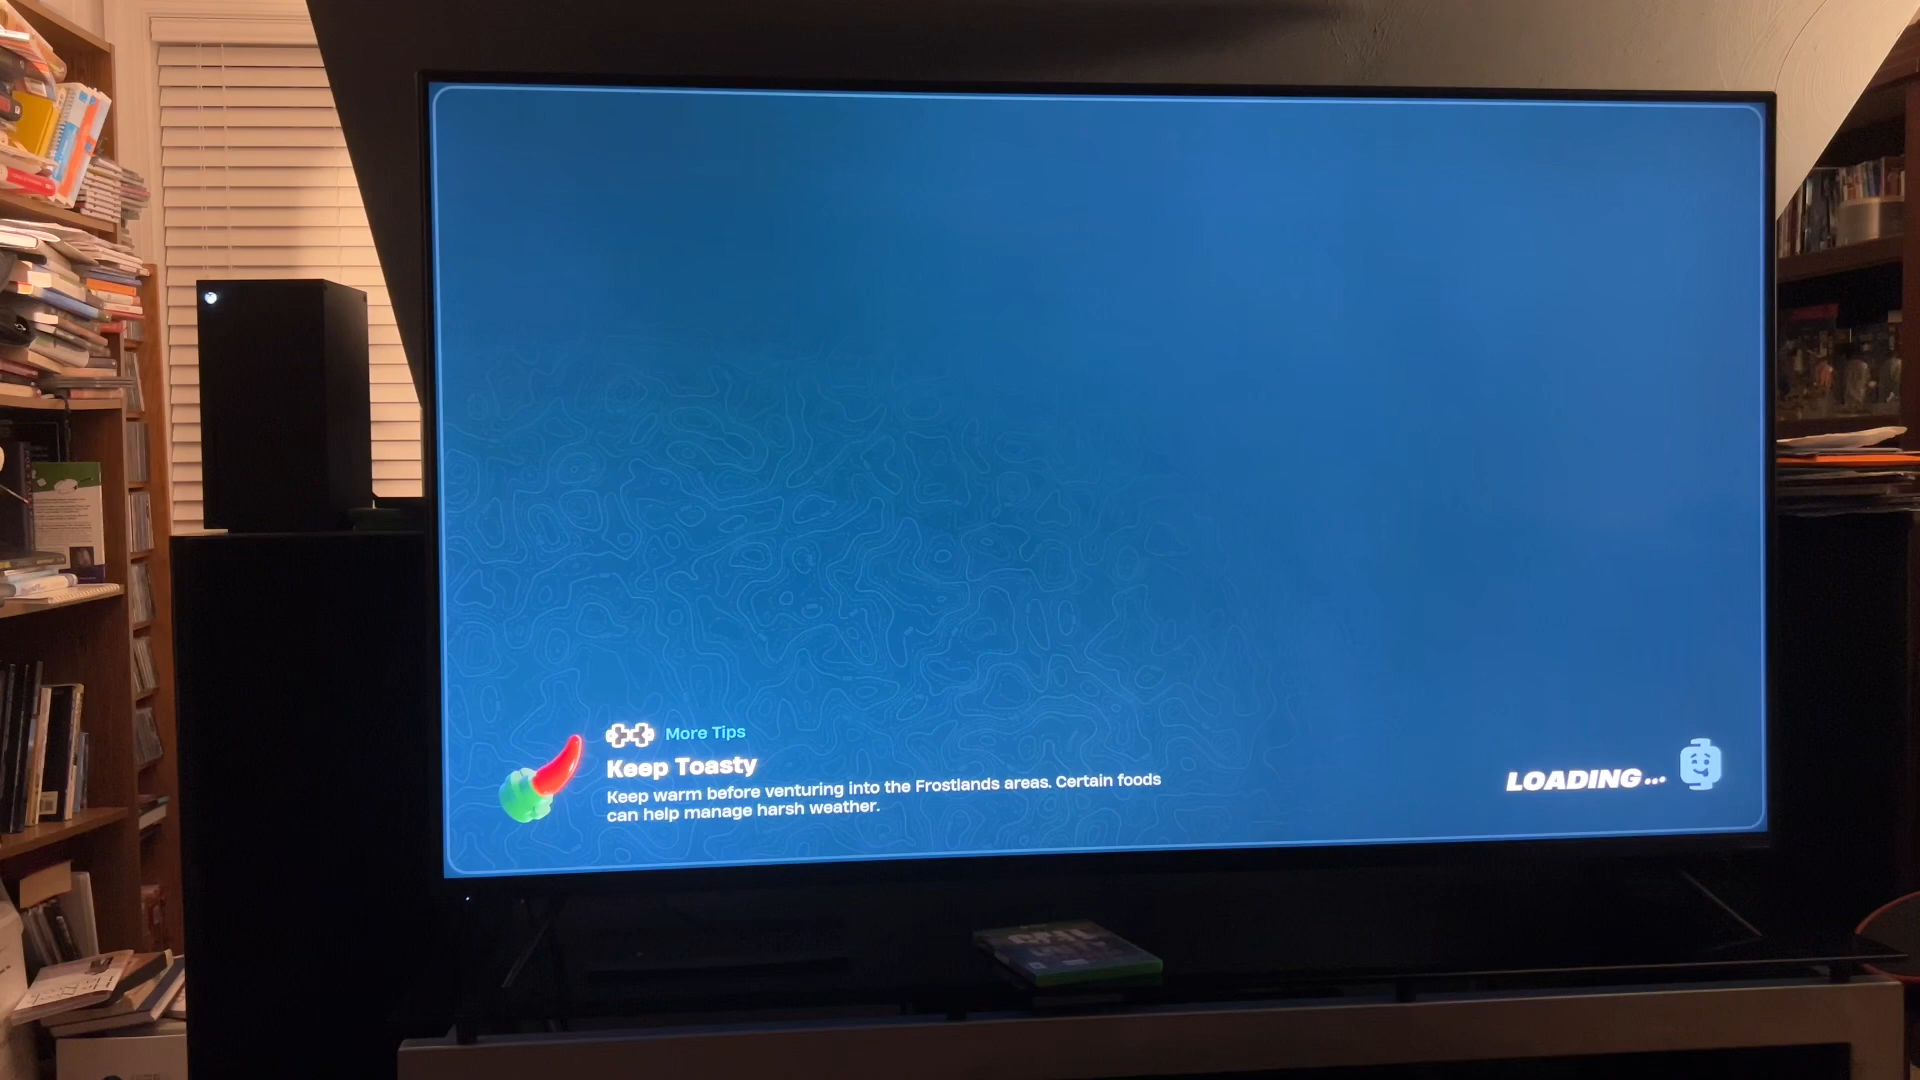 More Tips
Keep Toasty
Keep warm before venturing into the Frostlands areas. Certain foods
can help manage harsh weather.
LOADING...